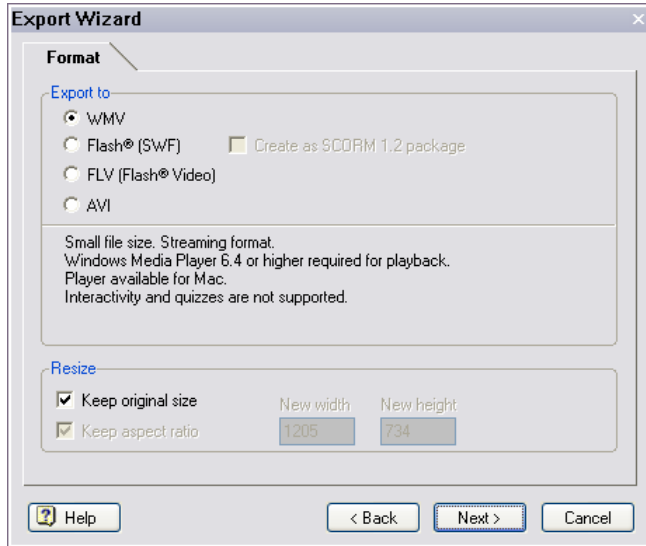 Export Wizard
Format
Export to
WMV
Flash® (SWF) Create as SCORM 1.2 package
FLV (Flash® Video)
AVI
Small file size. Streaming format.
Windows Media Player 6.4 or higher required for playback.
Player available for Mac.
Interactivity and quizzes are not supported.
Resize
Keep original size New width New height
Keep aspect ratio 1205 734
Help < Back Next > Cancel